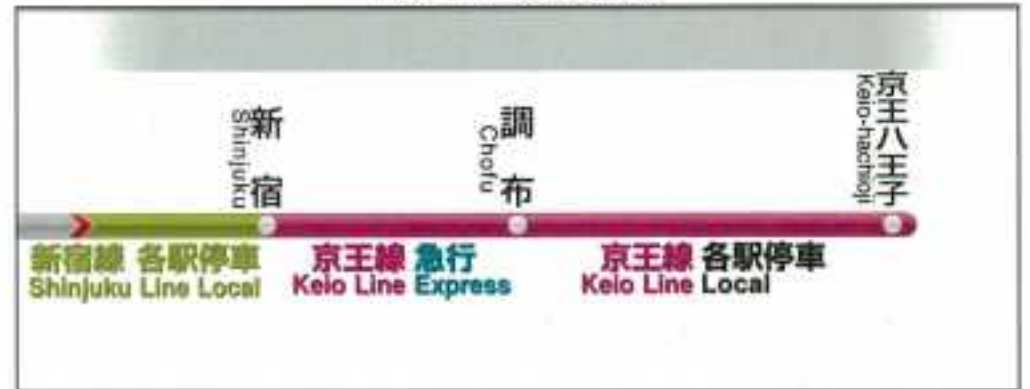 新宿
Shinjuku
調布
Chofu
京王八王子
Keio-hachioji
新宿線 各駅停車
Shinjuku Line Local
京王線 急行
Keio Line Express
京王線 各駅停車
Keio Line Local